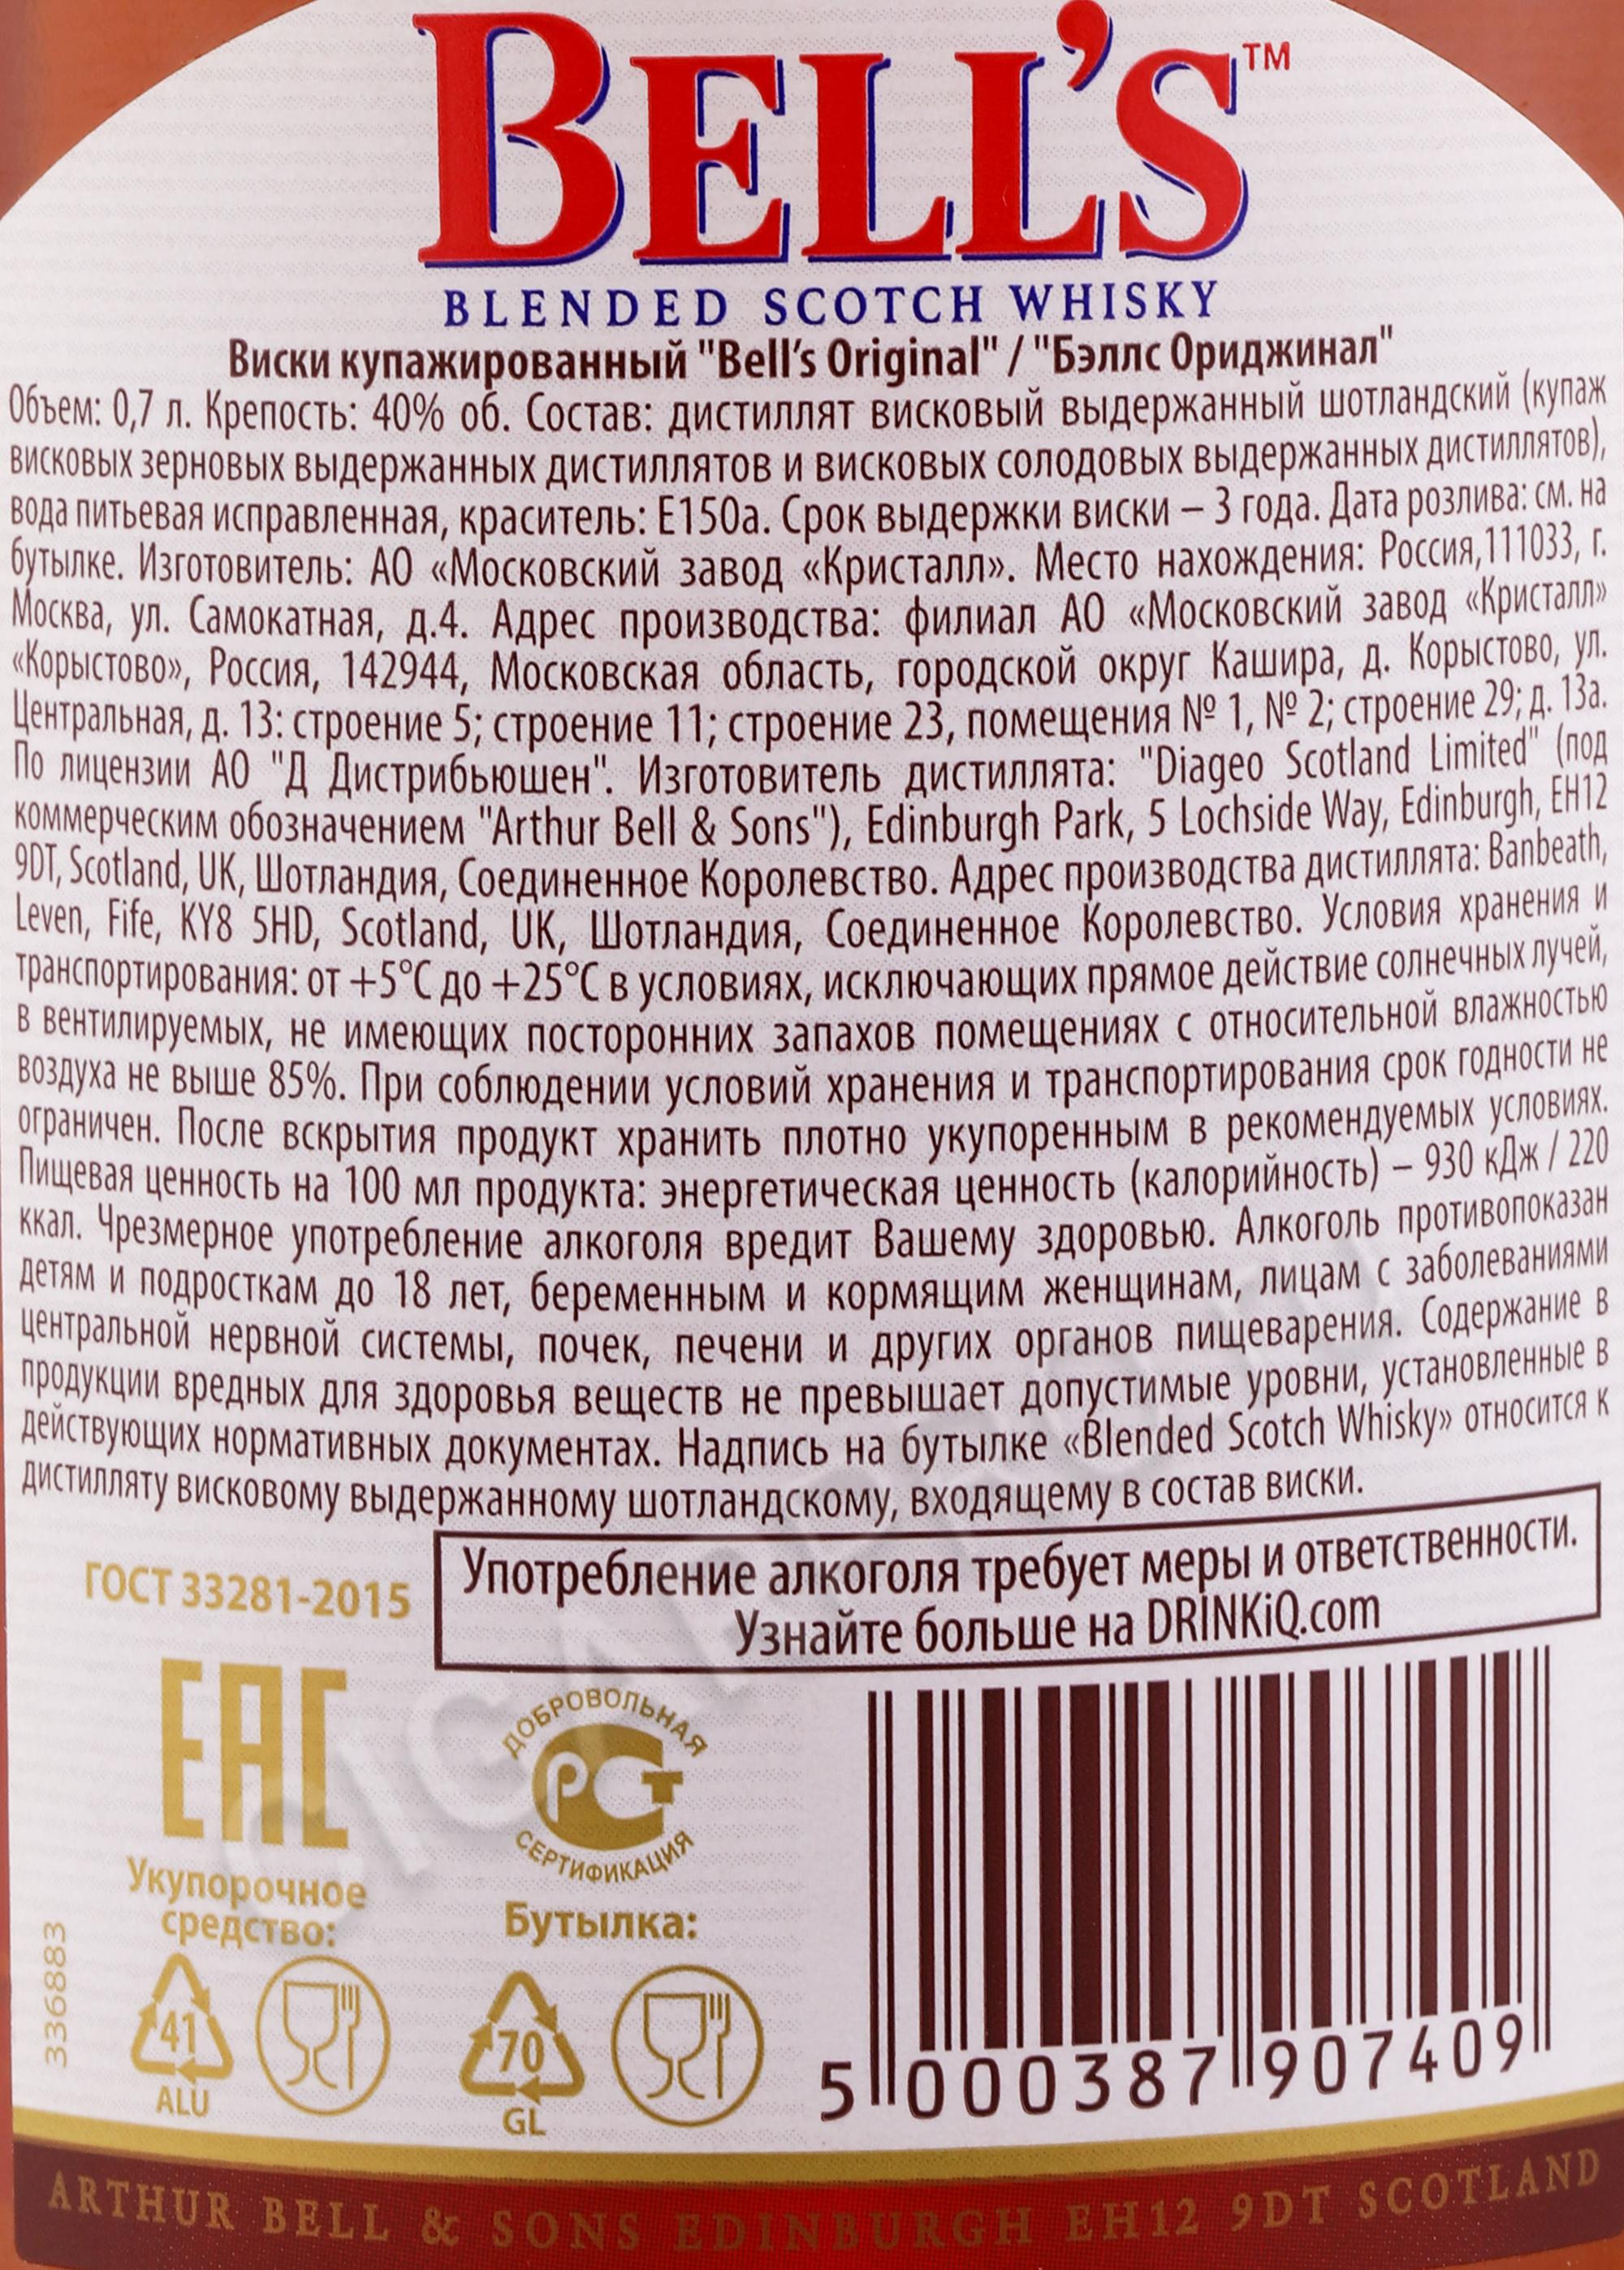 BELL'S™
BLENDED SCOTCH WHISKY
Виски купажированный "Bell's Original" / "Бэллс Ориджинал"
Объем: 0,7 л. Крепость: 40% об. Состав: дистиллят висковый выдержанный шотландский (купаж
висковых зерновых выдержанных дистиллятов и висковых солодовых выдержанных дистиллятов),
вода питьевая исправленная, краситель: Е150а. Срок выдержки виски – 3 года. Дата розлива: см. на
бутылке. Изготовитель: АО «Московский завод «Кристалл». Место нахождения: Россия,111033, г.
Москва, ул. Самокатная, д.4. Адрес производства: филиал АО «Московский завод «Кристалл»
«Корыстово», Россия, 142944, Московская область, городской округ Кашира, д. Корыстово, ул.
Центральная, д. 13: строение 5; строение 11; строение 23, помещения № 1, № 2; строение 29; д. 13а.
По лицензии АО "Д Дистрибьюшен". Изготовитель дистиллята: "Diageo Scotland Limited" (под
коммерческим обозначением "Arthur Bell & Sons"), Edinburgh Park, 5 Lochside Way, Edinburgh, EH12
9DT, Scotland, UK, Шотландия, Соединенное Королевство. Адрес производства дистиллята: Banbeath,
Leven, Fife, KY8 5HD, Scotland, UK, Шотландия, Соединенное Королевство. Условия хранения и
транспортирования: от +5°С до +25°С в условиях, исключающих прямое действие солнечных лучей,
в вентилируемых, не имеющих посторонних запахов помещениях с относительной влажностью
воздуха не выше 85%. При соблюдении условий хранения и транспортирования срок годности не
ограничен. После вскрытия продукт хранить плотно укупоренным в рекомендуемых условиях.
Пищевая ценность на 100 мл продукта: энергетическая ценность (калорийность) – 930 кДж / 220
ккал. Чрезмерное употребление алкоголя вредит Вашему здоровью. Алкоголь противопоказан
детям и подросткам до 18 лет, беременным и кормящим женщинам, лицам с заболеваниями
центральной нервной системы, почек, печени и других органов пищеварения. Содержание в
продукции вредных для здоровья веществ не превышает допустимые уровни, установленные в
действующих нормативных документах. Надпись на бутылке «Blended Scotch Whisky» относится к
дистилляту висковому выдержанному шотландскому, входящему в состав виски.
ГОСТ 33281-2015
Употребление алкоголя требует меры и ответственности.
Узнайте больше на DRINKiQ.com
EAC
ДОБРОВОЛЬНАЯ
РСТ
СЕРТИФИКАЦИЯ
Укупорочное
средство:
Бутылка:
336883
41
ALU
70
GL
5 000387 907409
ARTHUR BELL & SONS EDINBURGH EH12 9DT SCOTLAND